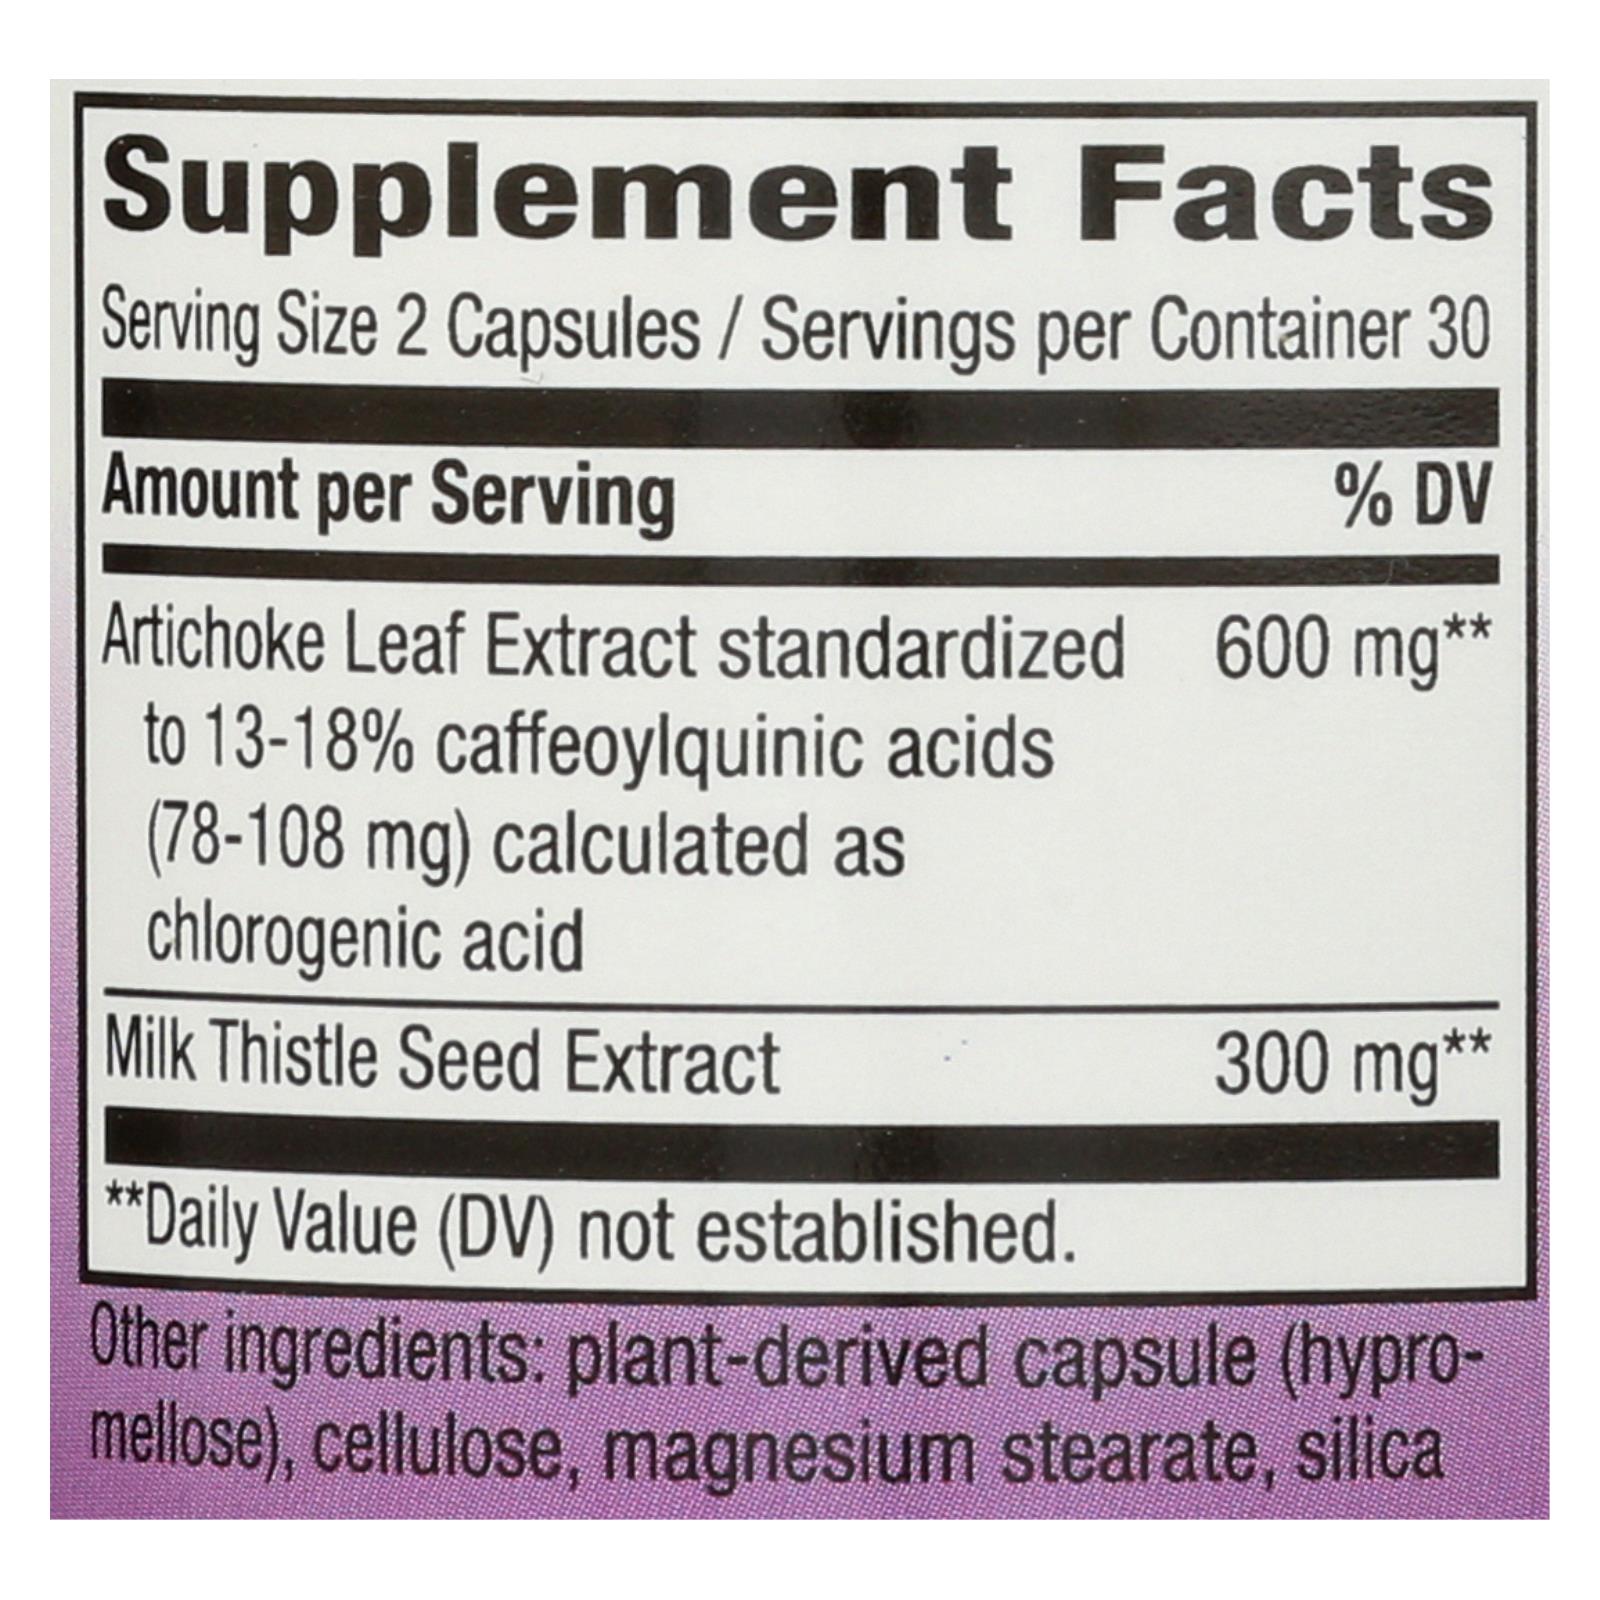 Supplement Facts
Serving Size 2 Capsules / Servings per Container 30
Amount per Serving % DV
Artichoke Leaf Extract standardized 600 mg**
to 13-18% caffeoylquinic acids
(78-108 mg) calculated as
chlorogenic acid
Milk Thistle Seed Extract 300 mg**
**Daily Value (DV) not established.
Other ingredients: plant-derived capsule (hypro-
mellose), cellulose, magnesium stearate, silica